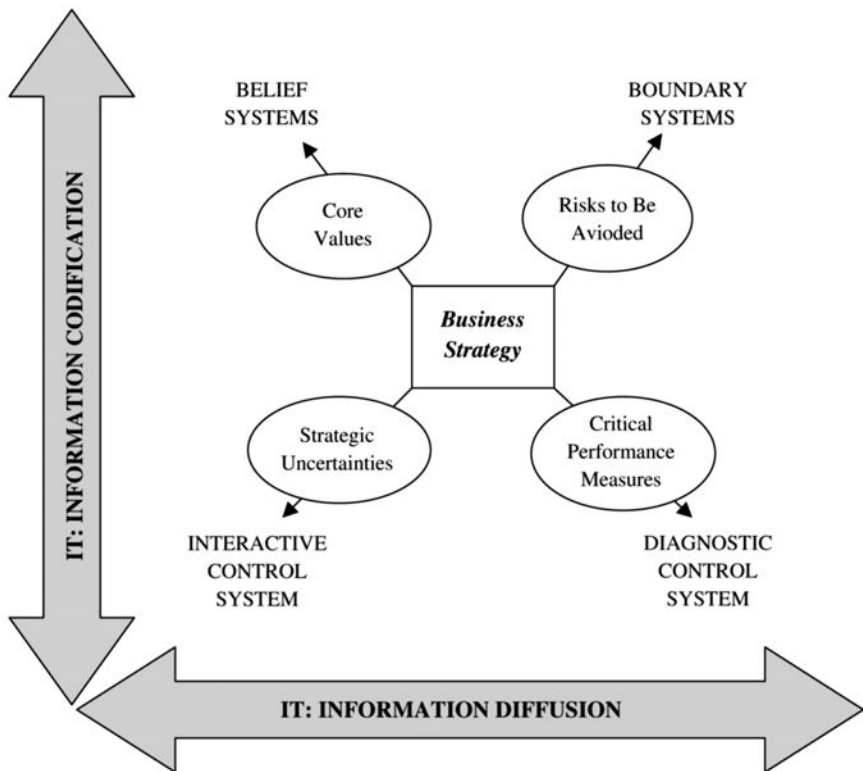 BELIEF
SYSTEMS
BOUNDARY
SYSTEMS
Core
Values
Risks to Be
Avioded
Business
Strategy
Strategic
Uncertainties
Critical
Performance
Measures
INTERACTIVE
CONTROL
SYSTEM
DIAGNOSTIC
CONTROL
SYSTEM
IT: INFORMATION CODIFICATION
IT: INFORMATION DIFFUSION